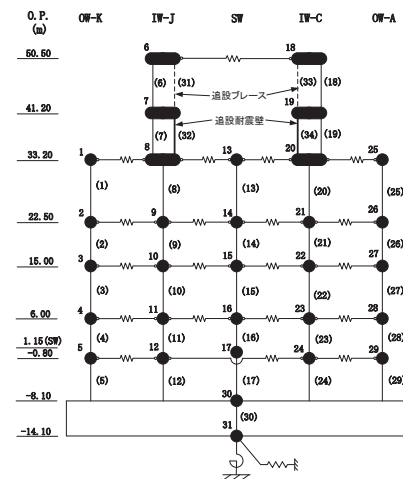 O.P. OW-K IW-J SW IW-C OW-A
(m)
50.50 6 18
(6) (31) (33) (18)
追設ブレース
41.20 7 19
追設耐震壁
(7) (32) (34) (19)
33.20 1 8 13 20 25
(1) (8) (13) (20) (25)
22.50 2 9 14 21 26
(2) (9) (14) (21) (26)
15.00 3 10 15 22 27
(3) (10) (15) (22) (27)
6.00 4 11 16 23 28
1.15(SW) (4) (11) (16) (23) (28)
-0.80 5 12 17 24 29
(5) (12) (17) (24) (29)
-8.10 30
(30)
-14.10 31